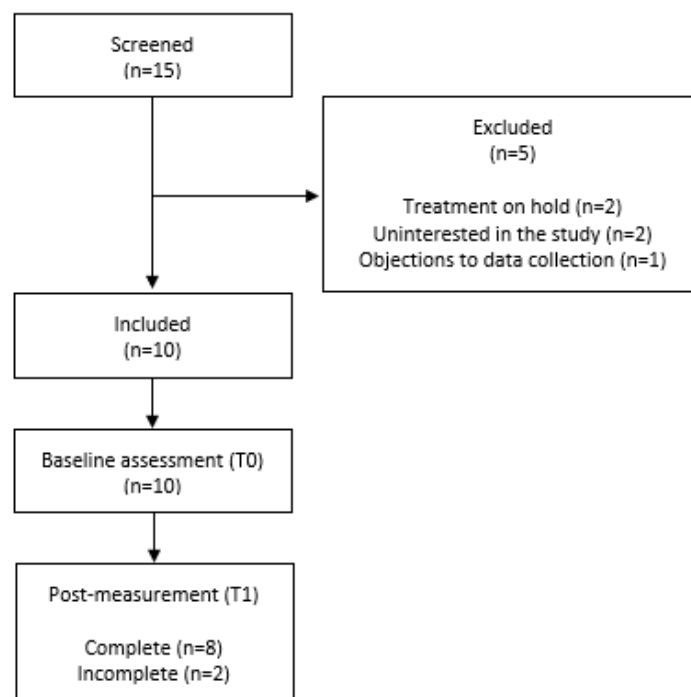 Screened
(n=15)
Excluded
(n=5)
Treatment on hold (n=2)
Uninterested in the study (n=2)
Objections to data collection (n=1)
Included
(n=10)
Baseline assessment (T0)
(n=10)
Post-measurement (T1)
Complete (n=8)
Incomplete (n=2)